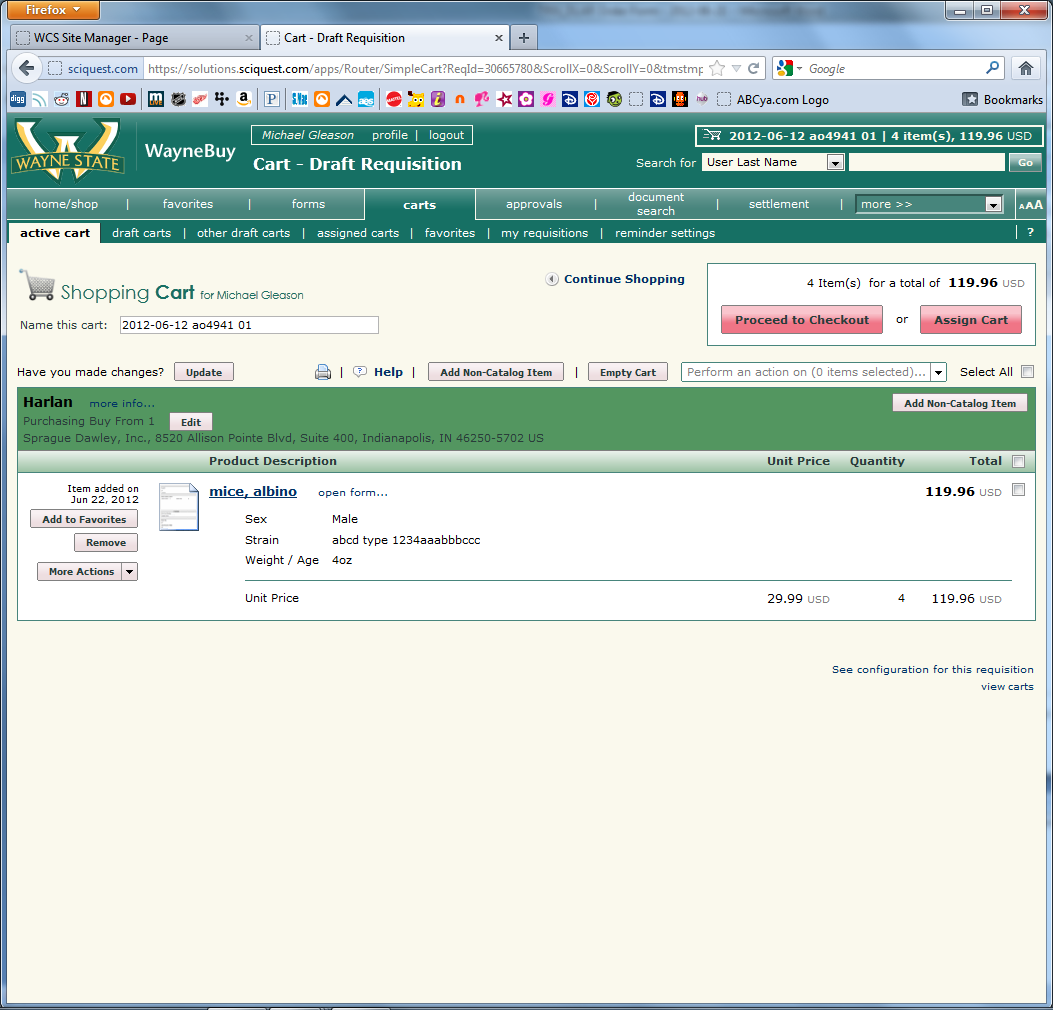 Firefox
WCS Site Manager - Page
Cart - Draft Requisition
sciquest.com
https://solutions.sciquest.com/apps/Router/SimpleCart?ReqId=30665780&ScrollX=0&ScrollY=0&tmstmp
Google
digg
ABCya.com Logo
Bookmarks
WAYNE STATE
WayneBuy
Michael Gleason profile | logout
Cart - Draft Requisition
2012-06-12 ao4941 01 | 4 item(s), 119.96 USD
Search for User Last Name Go
home/shop | favorites | forms carts approvals | document search | settlement | more >> AAA
active cart draft carts | other draft carts | assigned carts | favorites | my requisitions | reminder settings | ?
Shopping Cart for Michael Gleason
Continue Shopping
4 Item(s) for a total of 119.96 USD
Proceed to Checkout or Assign Cart
Name this cart: 2012-06-12 ao4941 01
Have you made changes? Update | Help | Add Non-Catalog Item | Empty Cart Perform an action on (0 items selected)... Select All
Harlan more info... Add Non-Catalog Item
Purchasing Buy From 1 Edit
Sprague Dawley, Inc., 8520 Allison Pointe Blvd, Suite 400, Indianapolis, IN 46250-5702 US
Product Description Unit Price Quantity Total
Item added on
Jun 22, 2012
Add to Favorites
Remove
More Actions
mice, albino open form... 119.96 USD
Sex Male
Strain abcd type 1234aaabbbccc
Weight / Age 4oz
Unit Price 29.99 USD 4 119.96 USD
See configuration for this requisition
view carts